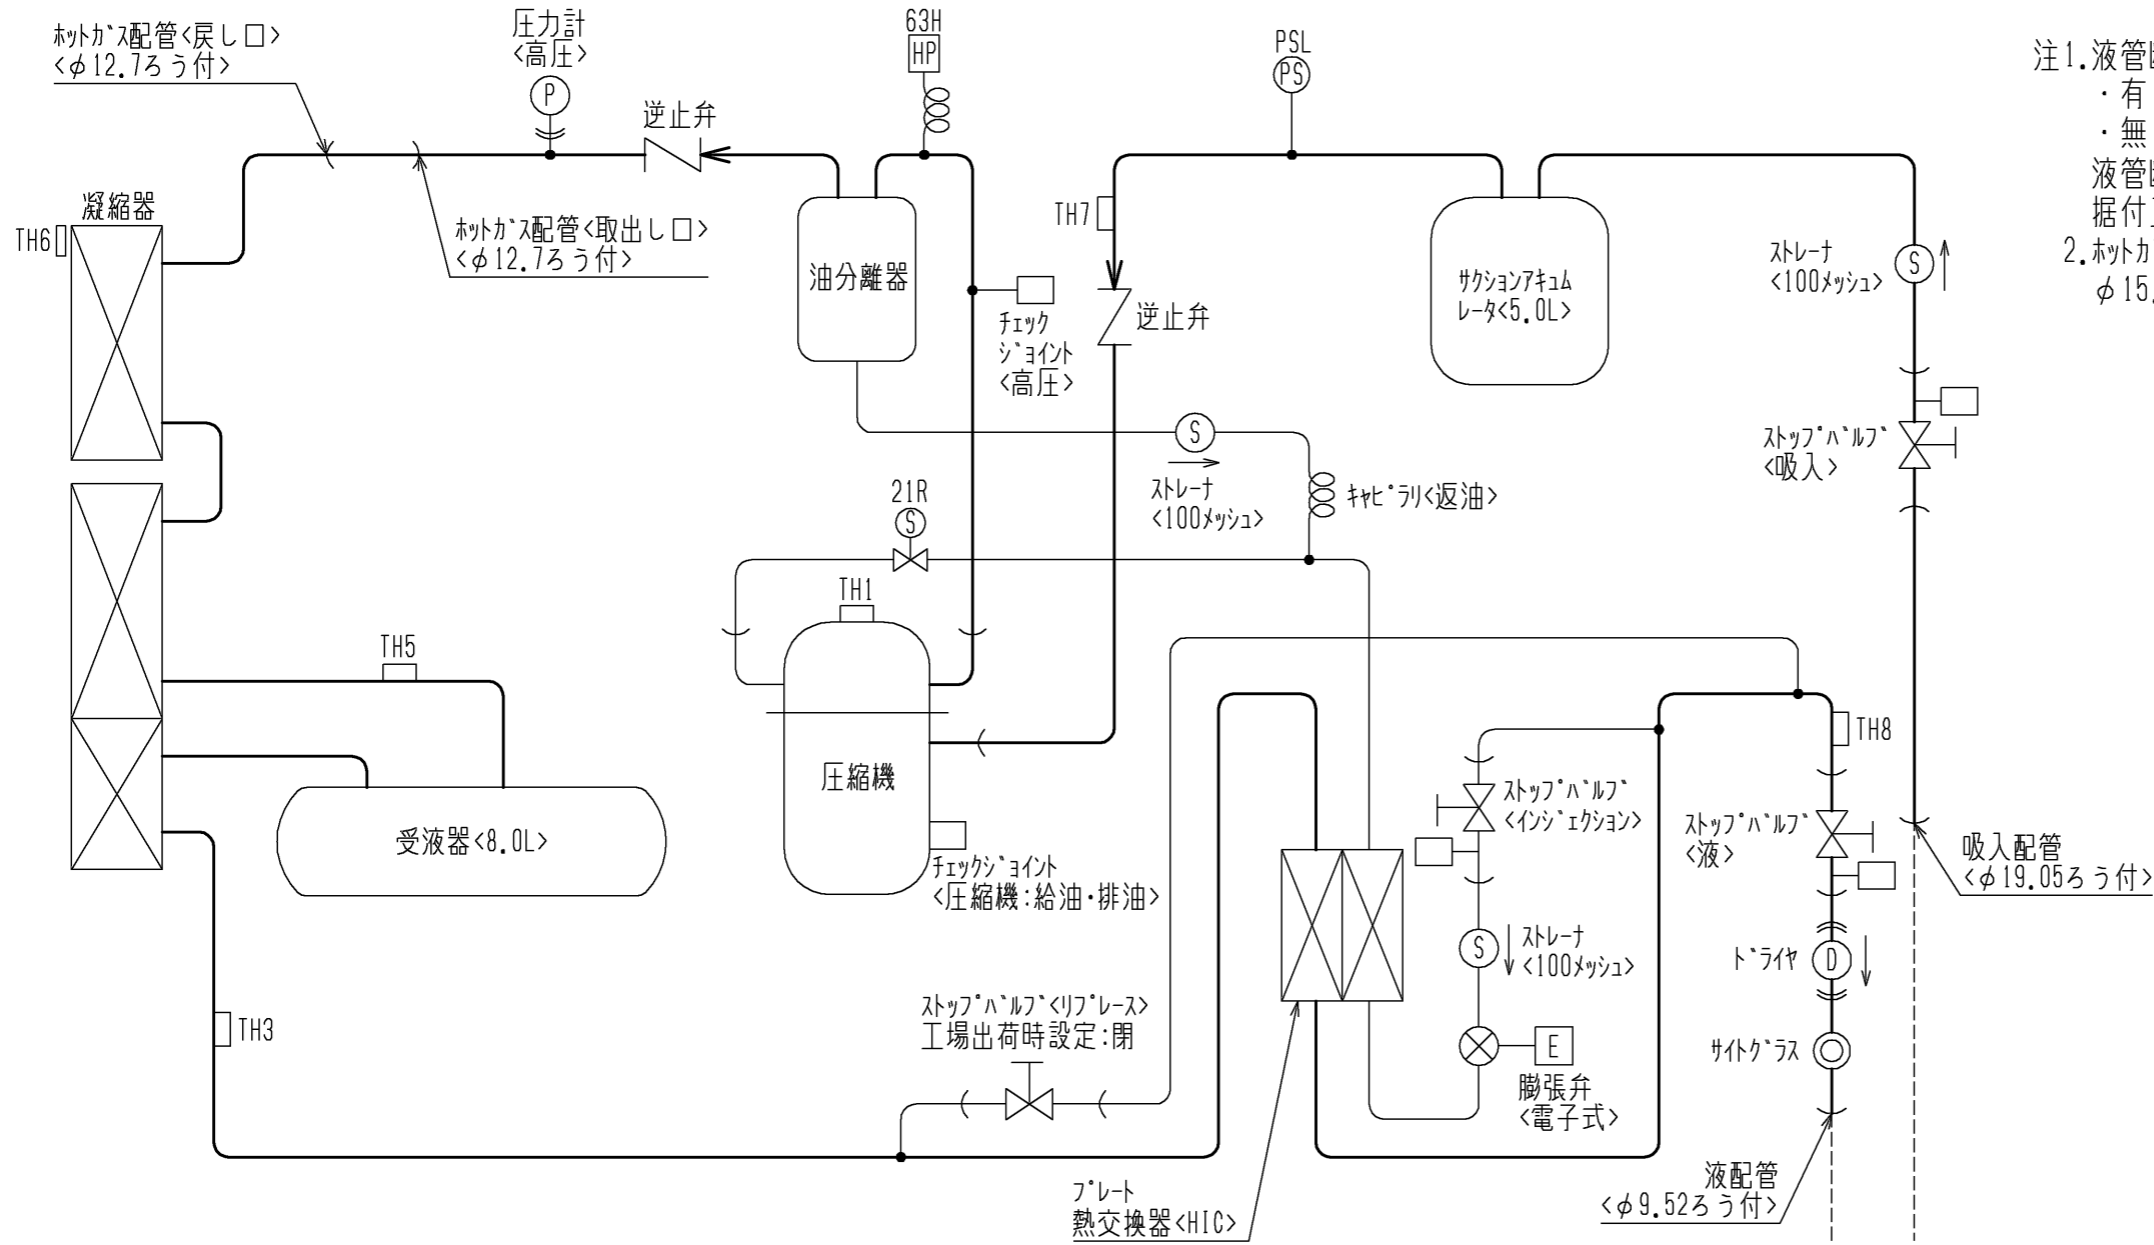 ホットガス配管<戻し口>
<φ12.7ろう付>
圧力計
<高圧>
P
逆止弁
63H
HP
PSL
PS
注1.液管
・有
・無
液管
据付
2.ホットガ
φ15.
凝縮器
TH6
ホットガス配管<取出し口>
<φ12.7ろう付>
油分離器
チェック
ジョイント
<高圧>
TH7
逆止弁
サクションアキュム
レータ<5.0L>
ストレーナ
<100メッシュ>
S
ストップバルブ
<吸入>
S
ストレーナ
<100メッシュ>
キャピラリ<返油>
21R
S
TH1
TH5
圧縮機
受液器<8.0L>
チェックジョイント
<圧縮機:給油・排油>
TH8
ストップバルブ
<インジェクション>
ストップバルブ
<液>
吸入配管
<φ19.05ろう付>
S
ストレーナ
<100メッシュ>
ドライヤ
D
TH3
ストップバルブ<リプレース>
工場出荷時設定:閉
E
膨張弁
<電子式>
サイトグラス
プレート
熱交換器<HIC>
液配管
<φ9.52ろう付>